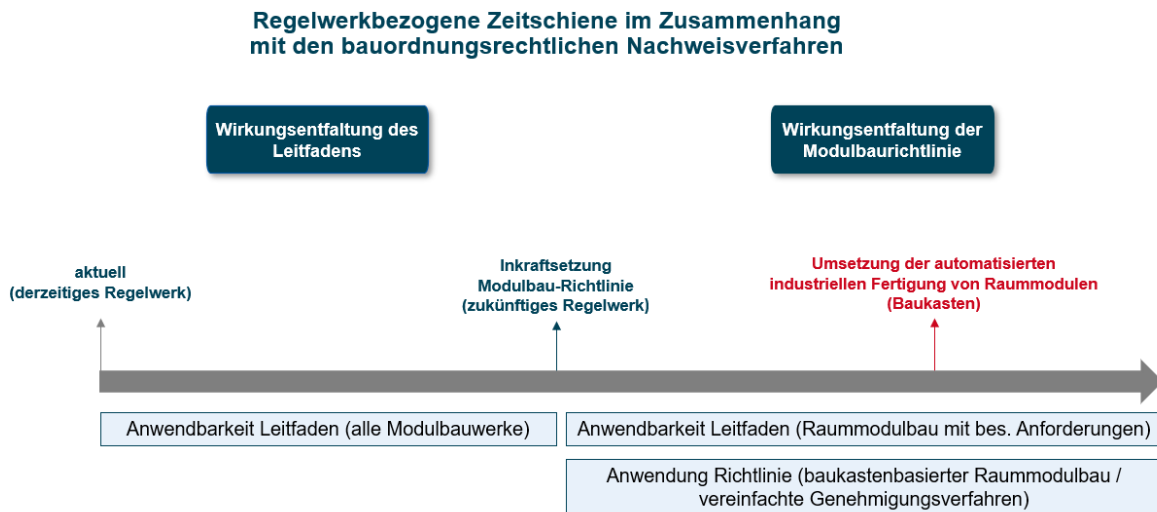 Regelwerkbezogene Zeitschiene im Zusammenhang
mit den bauordnungsrechtlichen Nachweisverfahren
Wirkungsentfaltung des
Leitfadens
Wirkungsentfaltung der
Modulbaurichtlinie
aktuell
(derzeitiges Regelwerk)
Inkraftsetzung
Modulbau-Richtlinie
(zukünftiges Regelwerk)
Umsetzung der automatisierten
industriellen Fertigung von Raummodulen
(Baukasten)
Anwendbarkeit Leitfaden (alle Modulbauwerke)
Anwendbarkeit Leitfaden (Raummodulbau mit bes. Anforderungen)
Anwendung Richtlinie (baukastenbasierter Raummodulbau /
vereinfachte Genehmigungsverfahren)